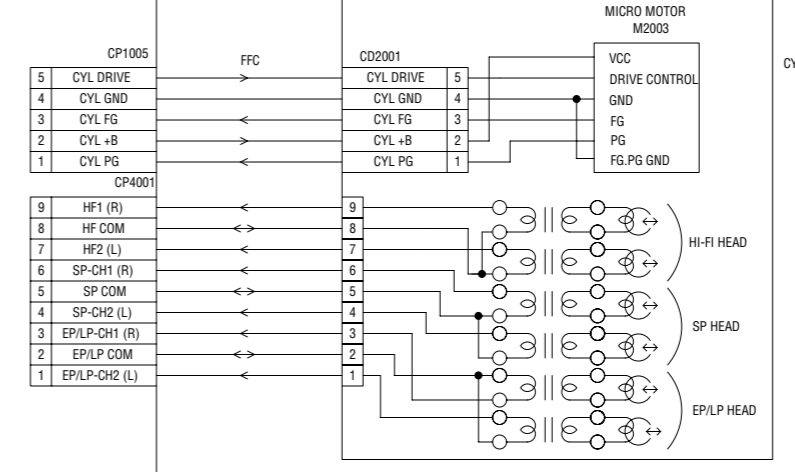 MICRO MOTOR
M2003
CP1005
FFC
CD2001
CY
5 CYL DRIVE
CYL DRIVE 5
VCC
4 CYL GND
CYL GND 4
DRIVE CONTROL
3 CYL FG
CYL FG 3
GND
2 CYL +B
CYL +B 2
FG
1 CYL PG
CYL PG 1
PG
FG.PG GND
CP4001
9 HF1 (R)
9
8 HF COM
8
7 HF2 (L)
7
HI-FI HEAD
6 SP-CH1 (R)
6
5 SP COM
5
4 SP-CH2 (L)
4
SP HEAD
3 EP/LP-CH1 (R)
3
2 EP/LP COM
2
1 EP/LP-CH2 (L)
1
EP/LP HEAD